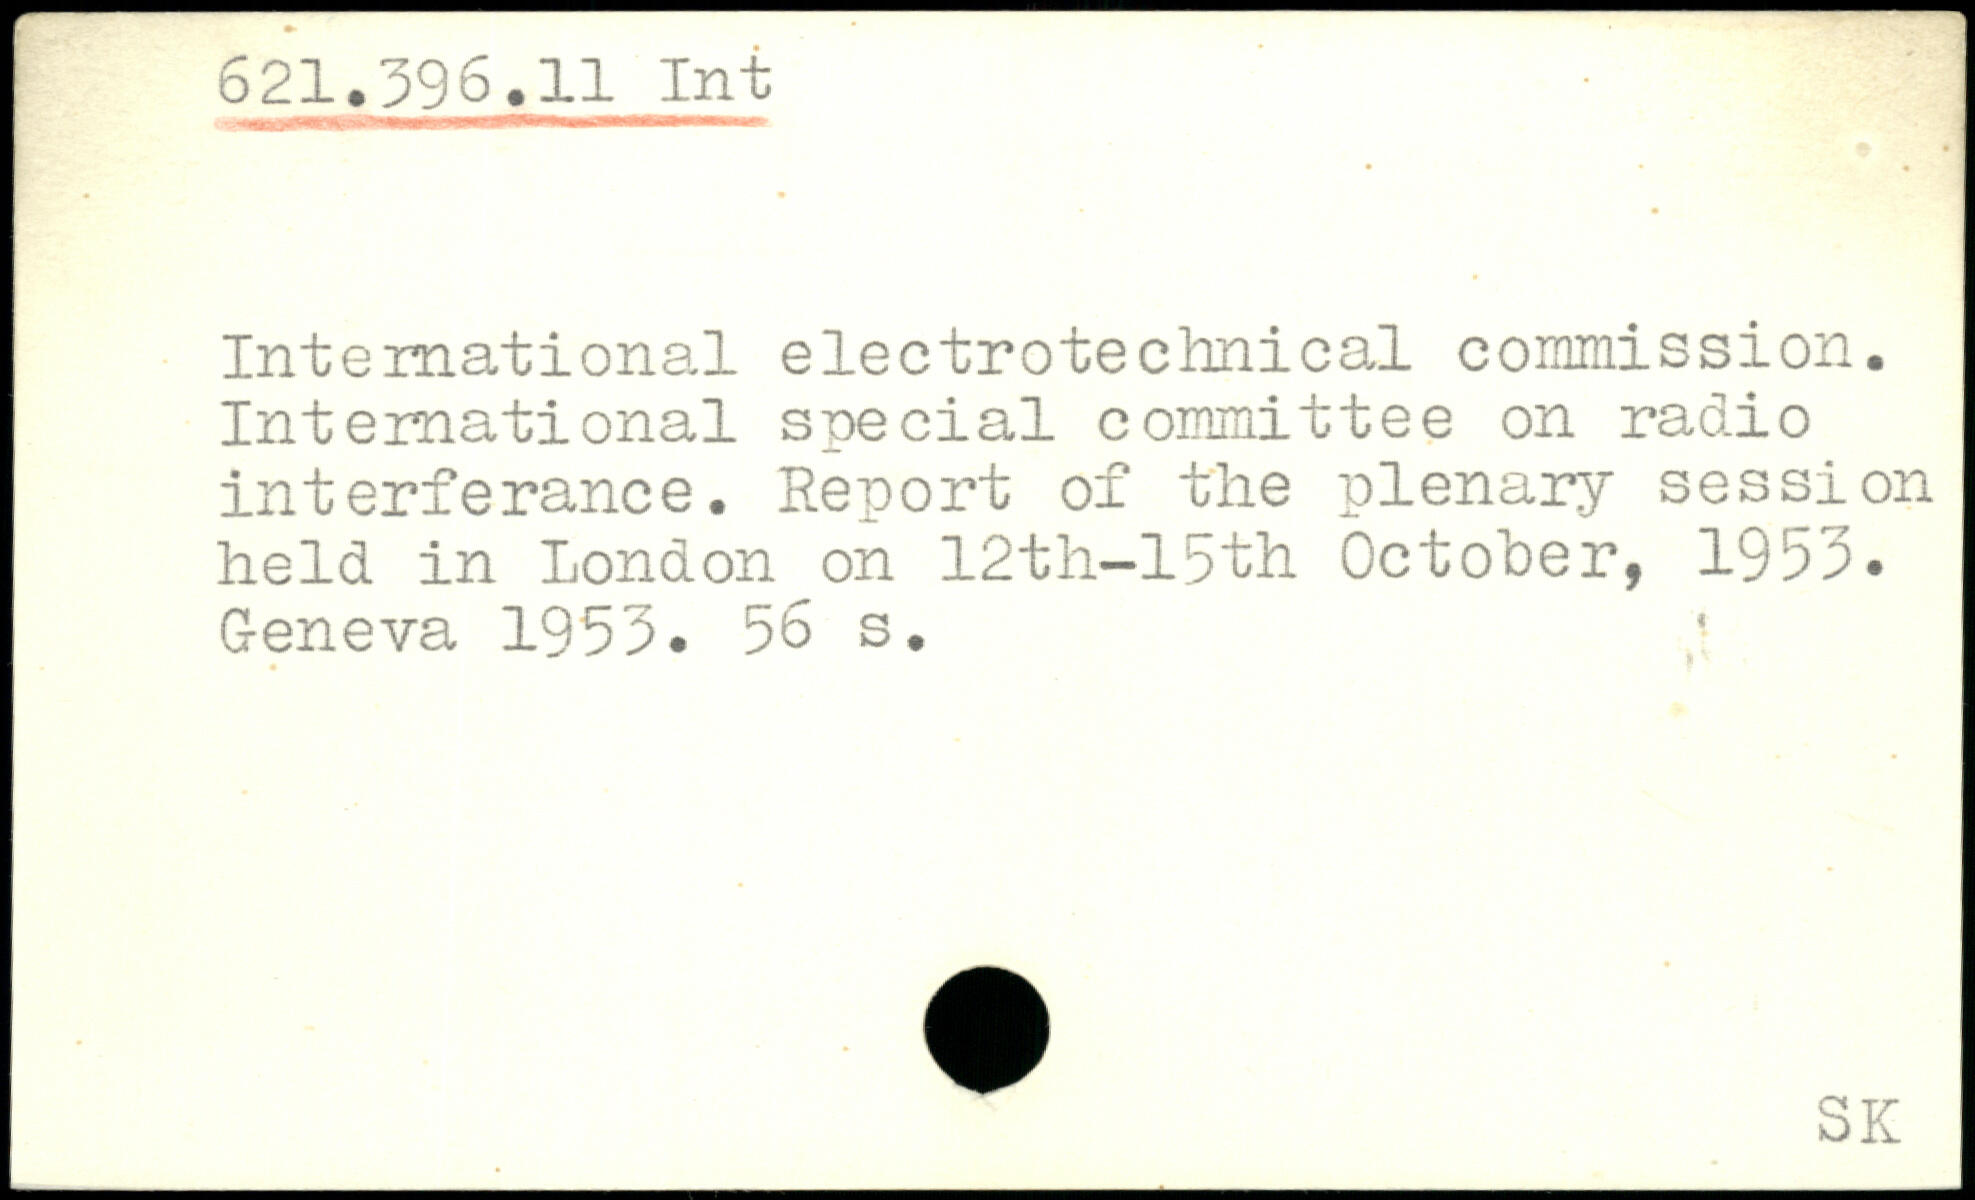 621.396.11 Int
International electrotechnical commission.
International special committee on radio
interferance. Report of the plenary session
held in London on 12th-15th October, 1953.
Geneva 1953. 56 s.
SK